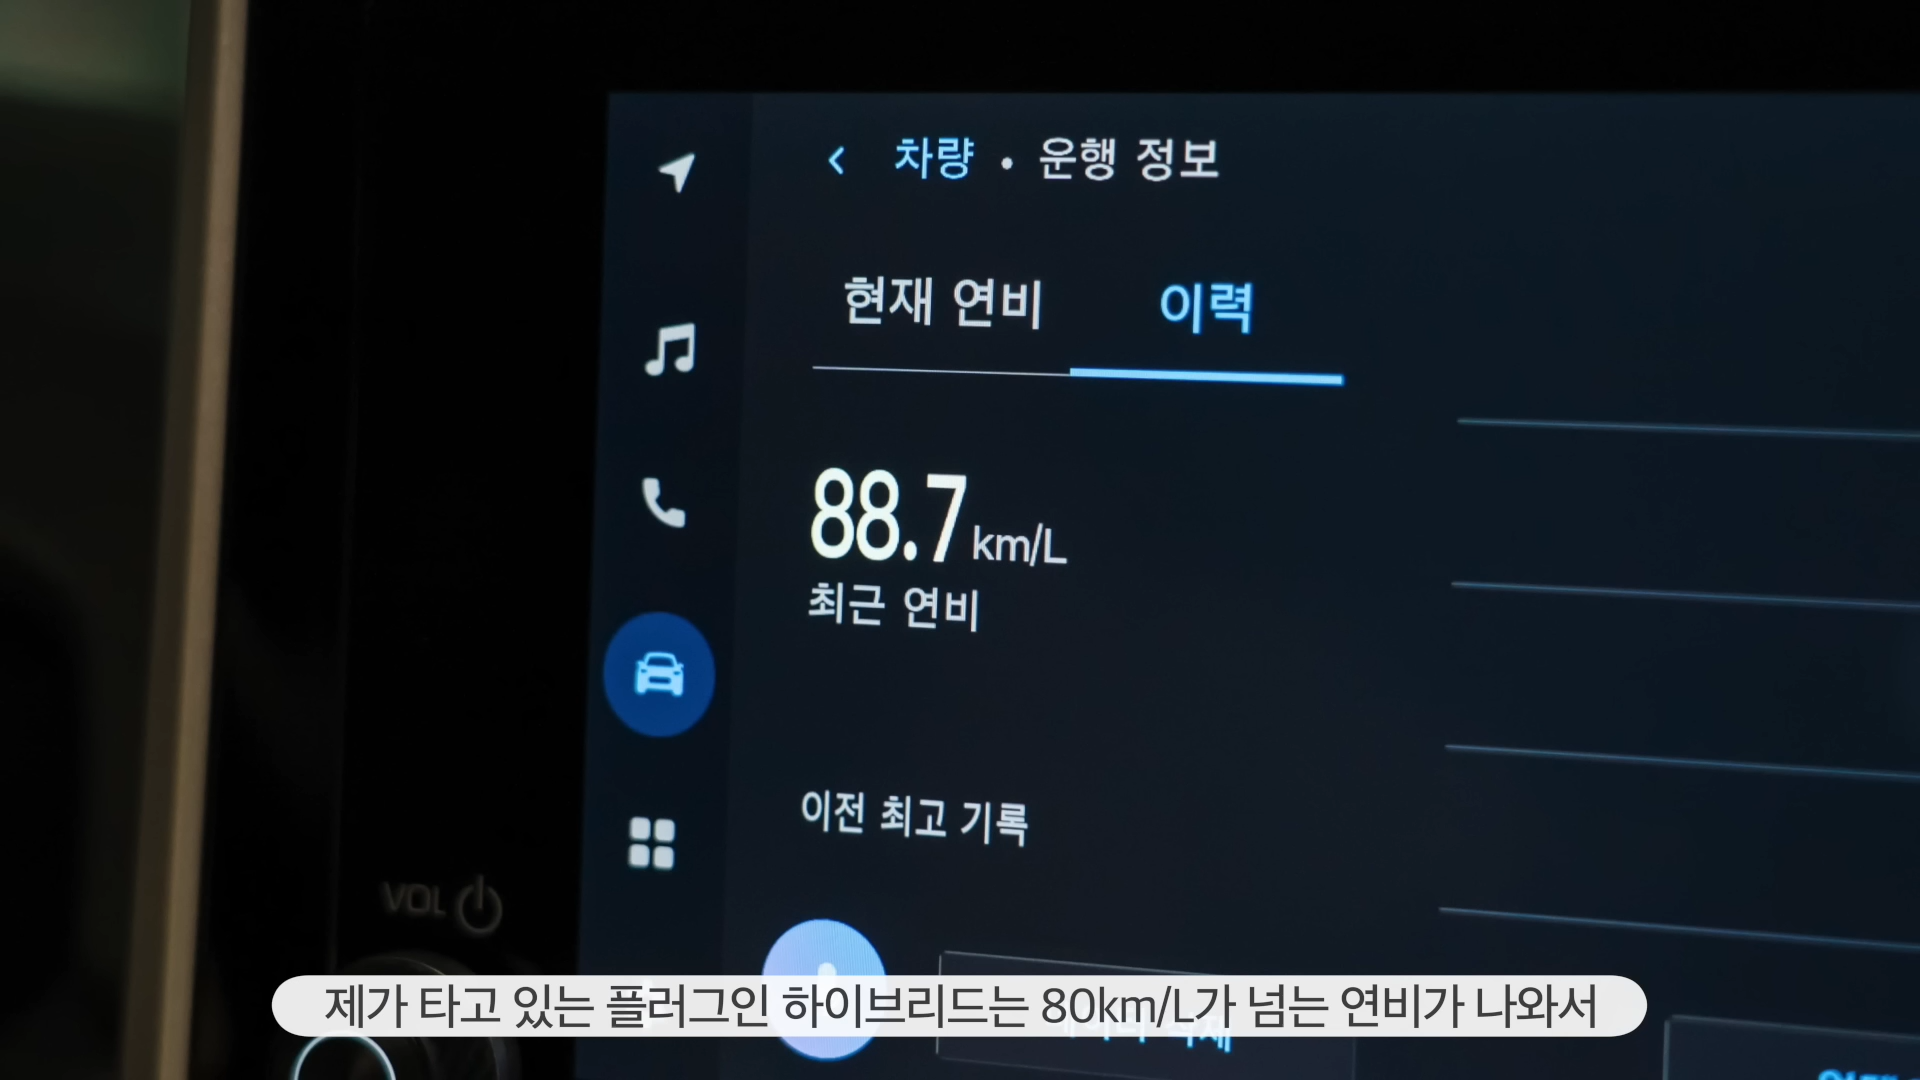 차량 • 운행 정보
현재 연비 이력
88.7 km/L
최근 연비
이전 최고 기록
VOL
제가 타고 있는 플러그인 하이브리드는 80km/L가 넘는 연비가 나와서